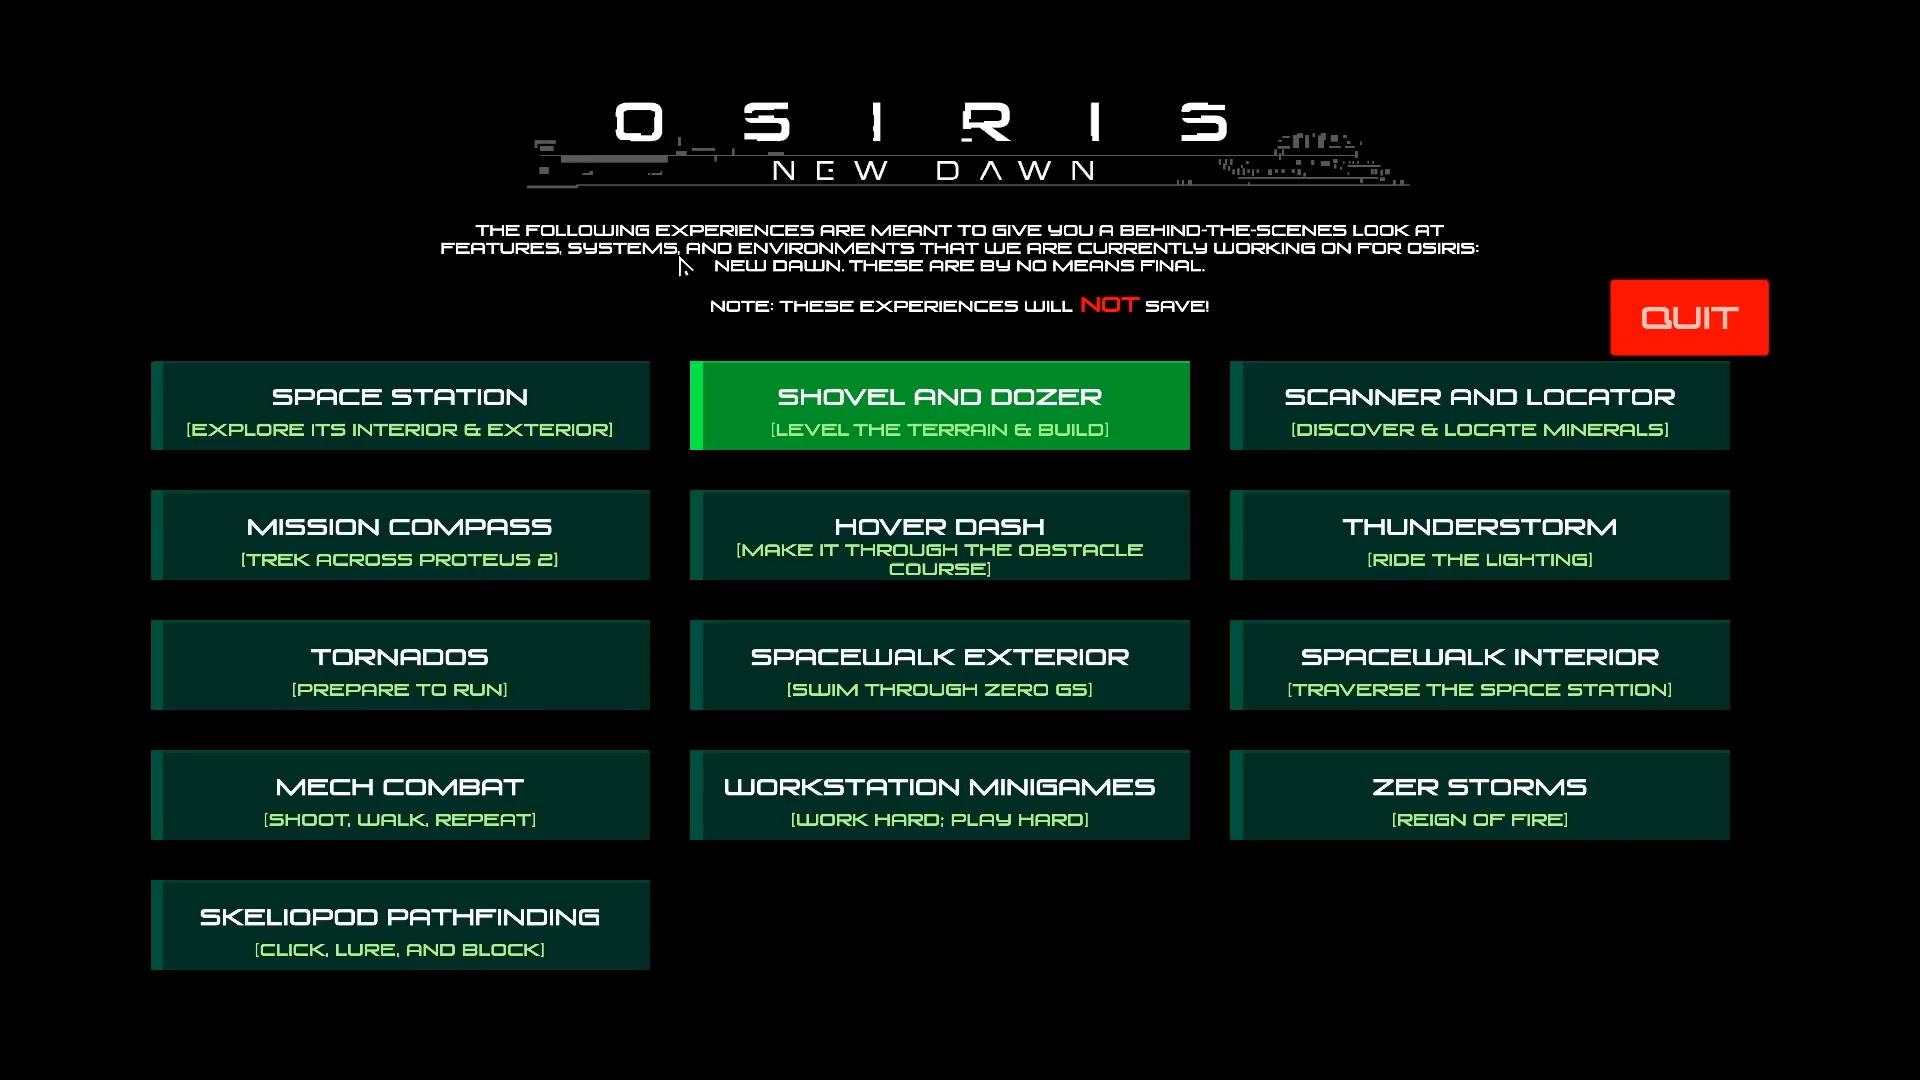 OSIRIS
NEW DAWN
THE FOLLOWING EXPERIENCES ARE MEANT TO GIVE YOU A BEHIND-THE-SCENES LOOK AT
FEATURES, SYSTEMS, AND ENVIRONMENTS THAT WE ARE CURRENTLY WORKING ON FOR OSIRIS:
NEW DAWN. THESE ARE BY NO MEANS FINAL.
NOTE: THESE EXPERIENCES WILL NOT SAVE!
QUIT
SPACE STATION
[EXPLORE ITS INTERIOR & EXTERIOR]
SHOVEL AND DOZER
[LEVEL THE TERRAIN & BUILD]
SCANNER AND LOCATOR
[DISCOVER & LOCATE MINERALS]
MISSION COMPASS
[TREK ACROSS PROTEUS 2]
HOVER DASH
[MAKE IT THROUGH THE OBSTACLE
COURSE]
THUNDERSTORM
[RIDE THE LIGHTING]
TORNADOS
[PREPARE TO RUN]
SPACEWALK EXTERIOR
[SWIM THROUGH ZERO GS]
SPACEWALK INTERIOR
[TRAVERSE THE SPACE STATION]
MECH COMBAT
[SHOOT, WALK, REPEAT]
WORKSTATION MINIGAMES
[WORK HARD; PLAY HARD]
ZER STORMS
[REIGN OF FIRE]
SKELIOPOD PATHFINDING
[CLICK, LURE, AND BLOCK]